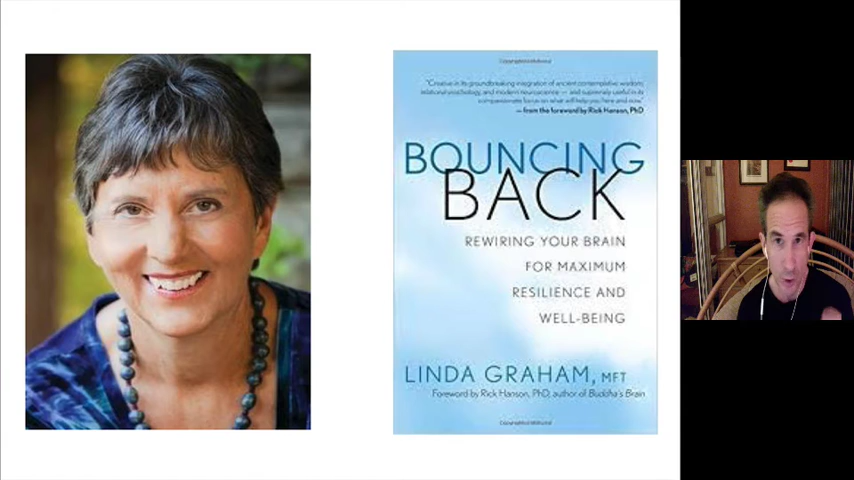 "Creative in its groundbreaking integration of ancient contemplative wisdom,
relational psychology, and modern neuroscience — and supremely useful in its
compassionate focus on what will help you here and now."
— from the foreword by Rick Hanson, PhD
BOUNCING
BACK
REWIRING YOUR BRAIN
FOR MAXIMUM
RESILIENCE AND
WELL-BEING
LINDA GRAHAM, MFT
Foreword by Rick Hanson, PhD, author of Buddha's Brain